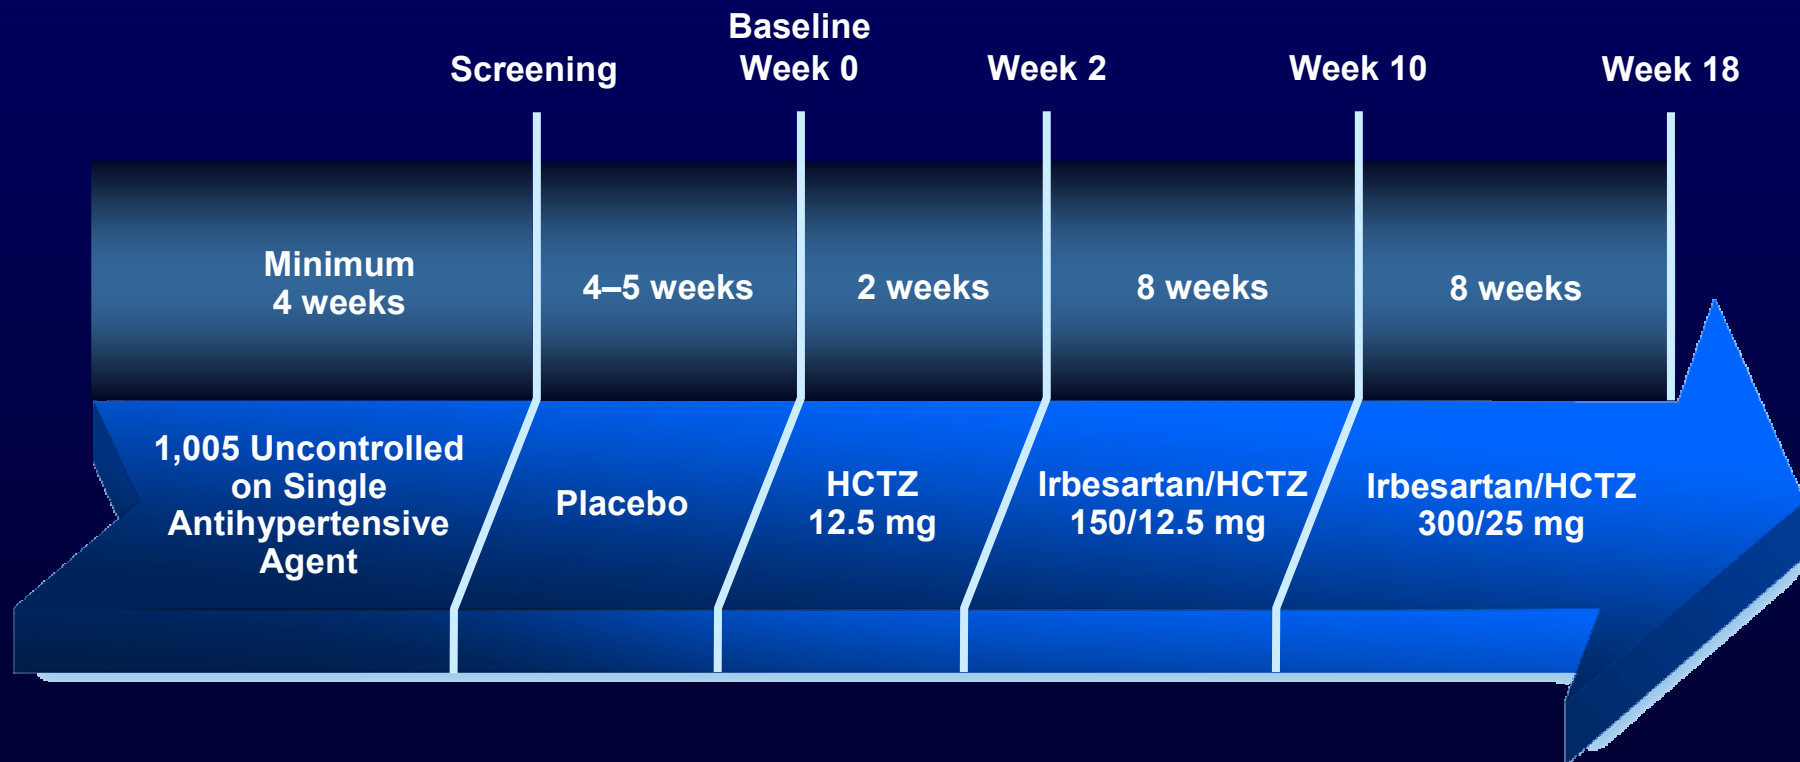 Screening
Baseline
Week 0
Week 2
Week 10
Week 18
Minimum
4 weeks
4–5 weeks
2 weeks
8 weeks
8 weeks
1,005 Uncontrolled
on Single
Antihypertensive
Agent
Placebo
HCTZ
12.5 mg
Irbesartan/HCTZ
150/12.5 mg
Irbesartan/HCTZ
300/25 mg